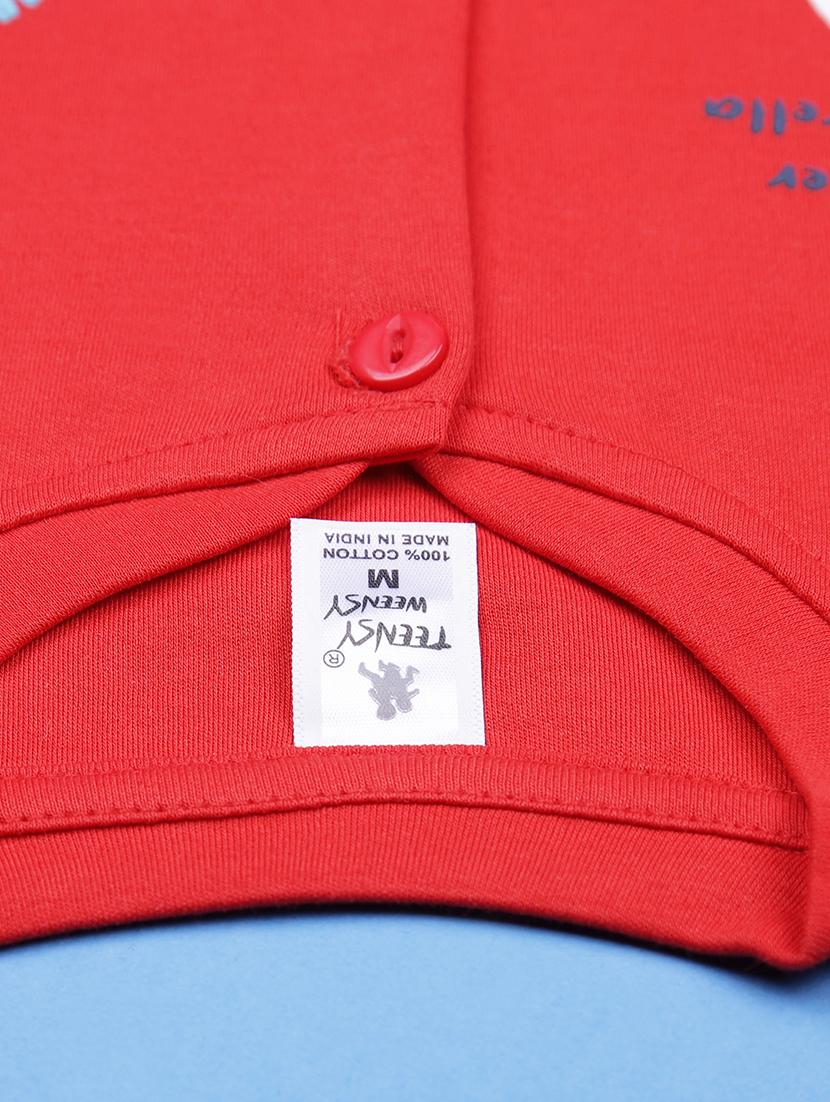 TEENSY
WEENSY
®
M
100% COTTON
MADE IN INDIA